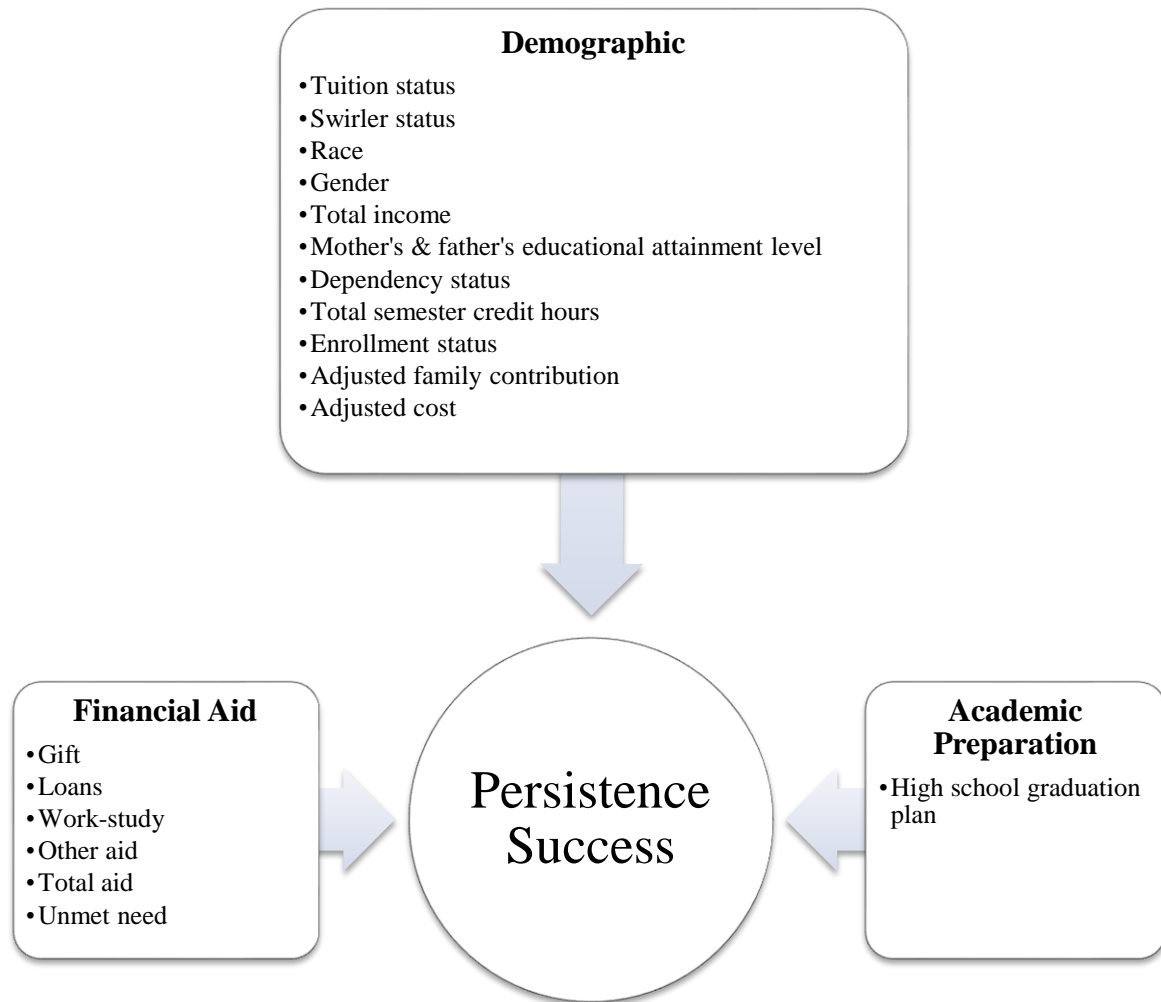 Demographic
•Tuition status
•Swirler status
•Race
•Gender
•Total income
•Mother's & father's educational attainment level
•Dependency status
•Total semester credit hours
•Enrollment status
•Adjusted family contribution
•Adjusted cost
Financial Aid
•Gift
•Loans
•Work-study
•Other aid
•Total aid
•Unmet need
Persistence
Success
Academic
Preparation
•High school graduation
plan